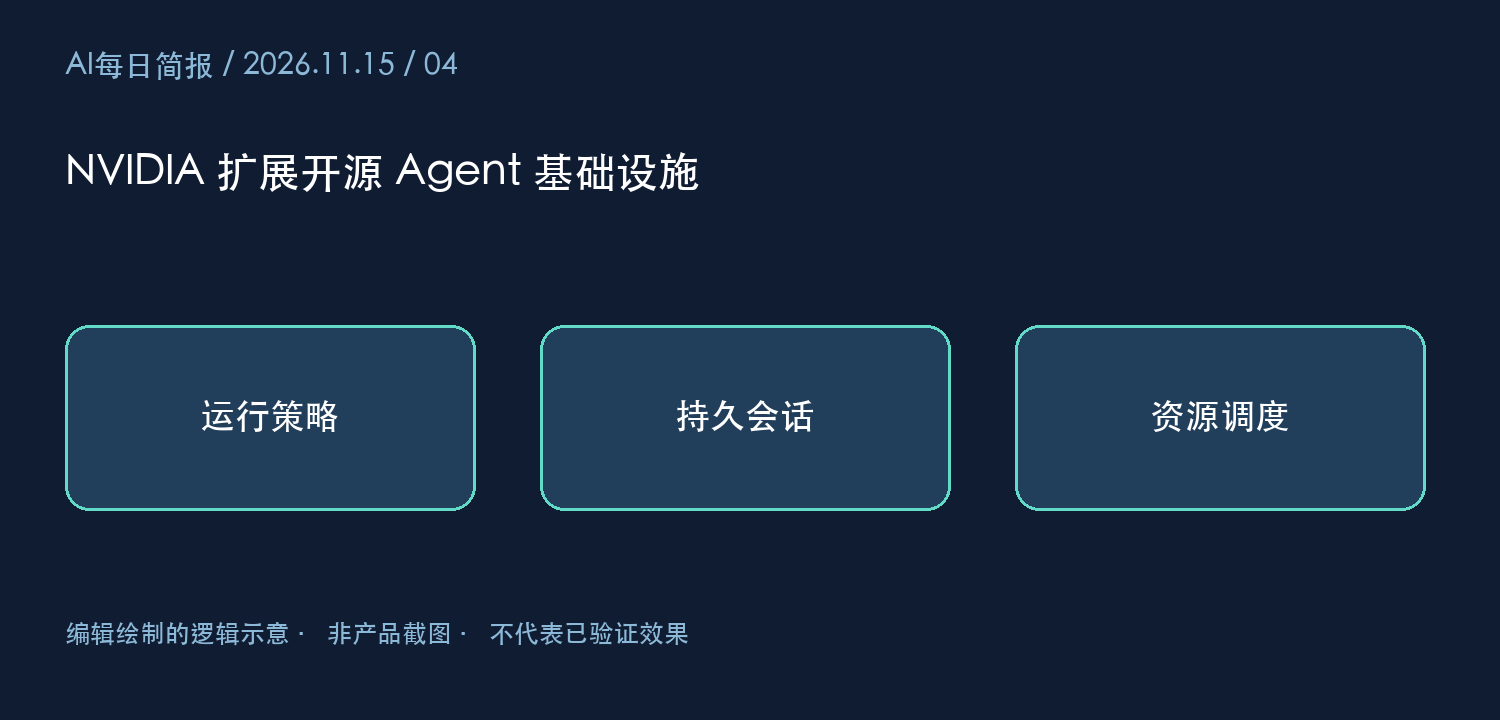 AI每日简报 / 2026.11.15 / 04
NVIDIA 扩展开源 Agent 基础设施
运行策略
持久会话
资源调度
编辑绘制的逻辑示意 · 非产品截图 · 不代表已验证效果